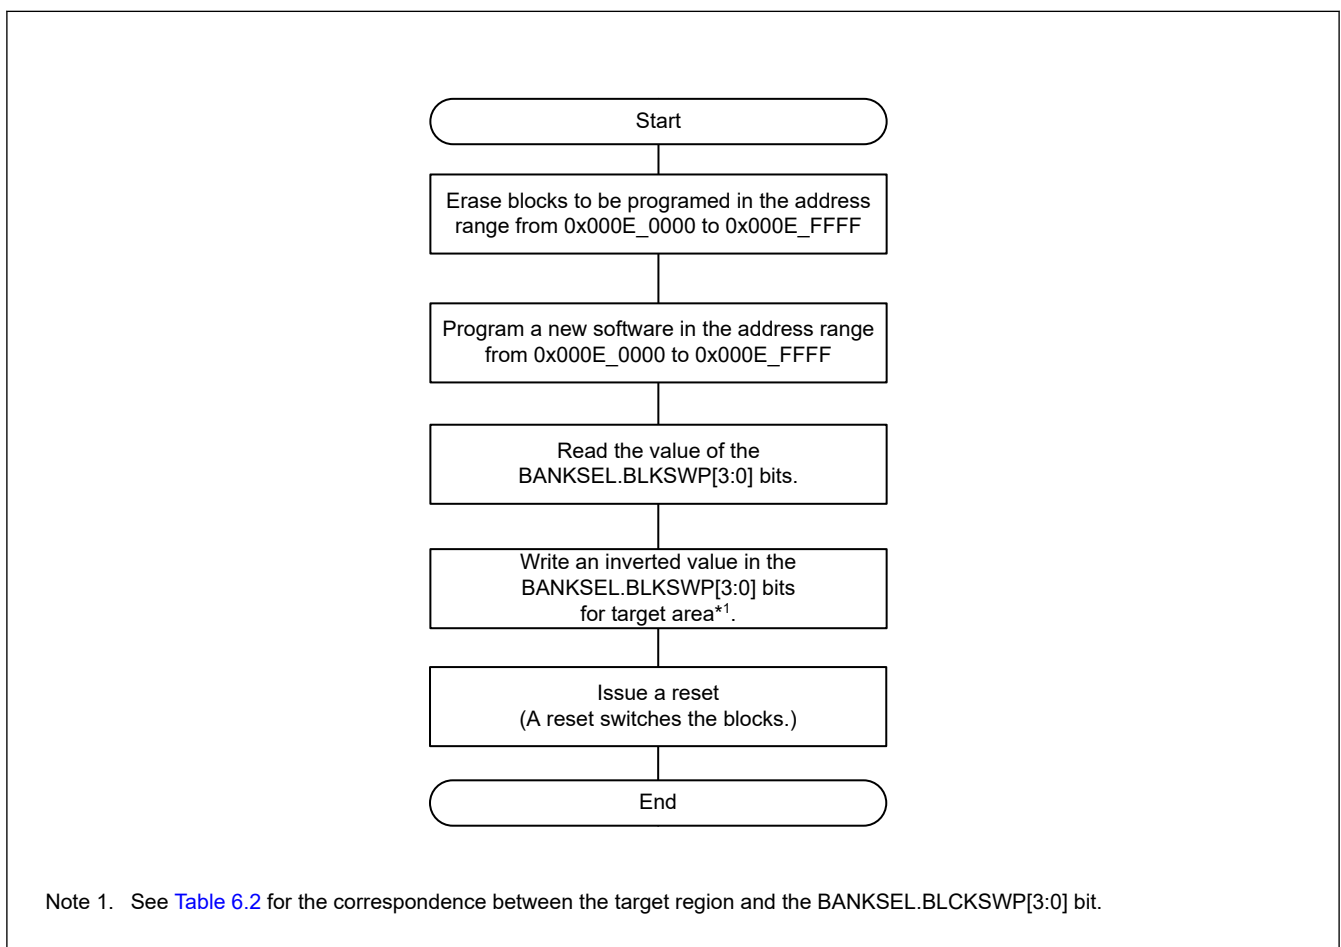 Start
Erase blocks to be programed in the address
range from 0x000E_0000 to 0x000E_FFFF
Program a new software in the address range
from 0x000E_0000 to 0x000E_FFFF
Read the value of the
BANKSEL.BLKSWP[3:0] bits.
Write an inverted value in the
BANKSEL.BLKSWP[3:0] bits
for target area*1.
Issue a reset
(A reset switches the blocks.)
End
Note 1. See Table 6.2 for the correspondence between the target region and the BANKSEL.BLCKSWP[3:0] bit.